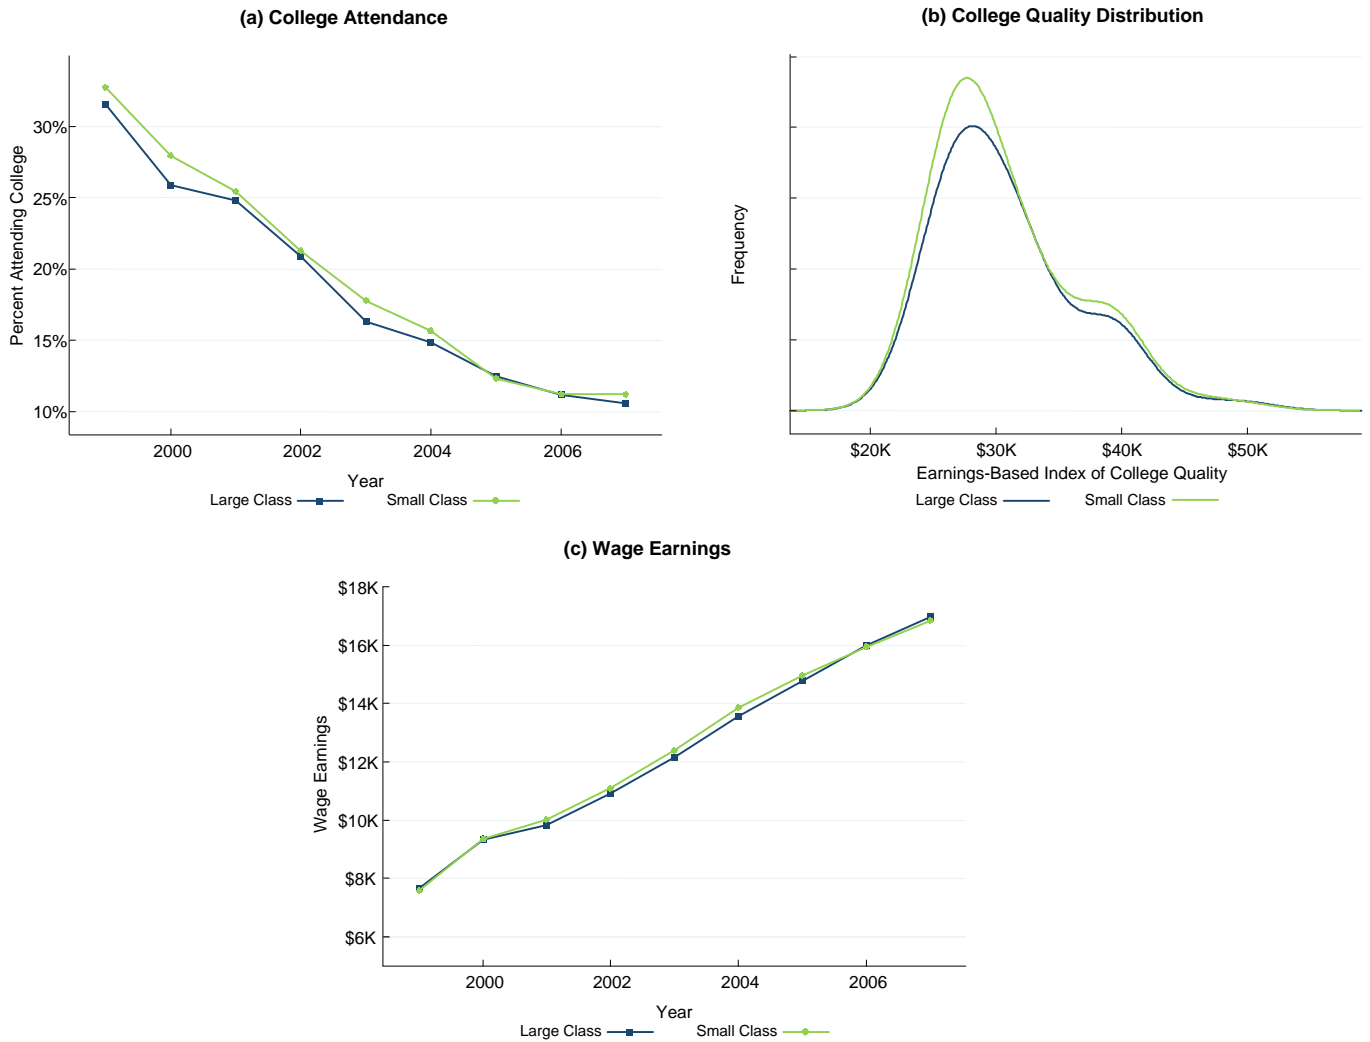 (a) College Attendance
Percent Attending College
30%
25%
20%
15%
10%
2000 2002 2004 2006
Year
Large Class Small Class
(b) College Quality Distribution
Frequency
$20K $30K $40K $50K
Earnings-Based Index of College Quality
Large Class Small Class
(c) Wage Earnings
Wage Earnings
$18K
$16K
$14K
$12K
$10K
$8K
$6K
2000 2002 2004 2006
Year
Large Class Small Class